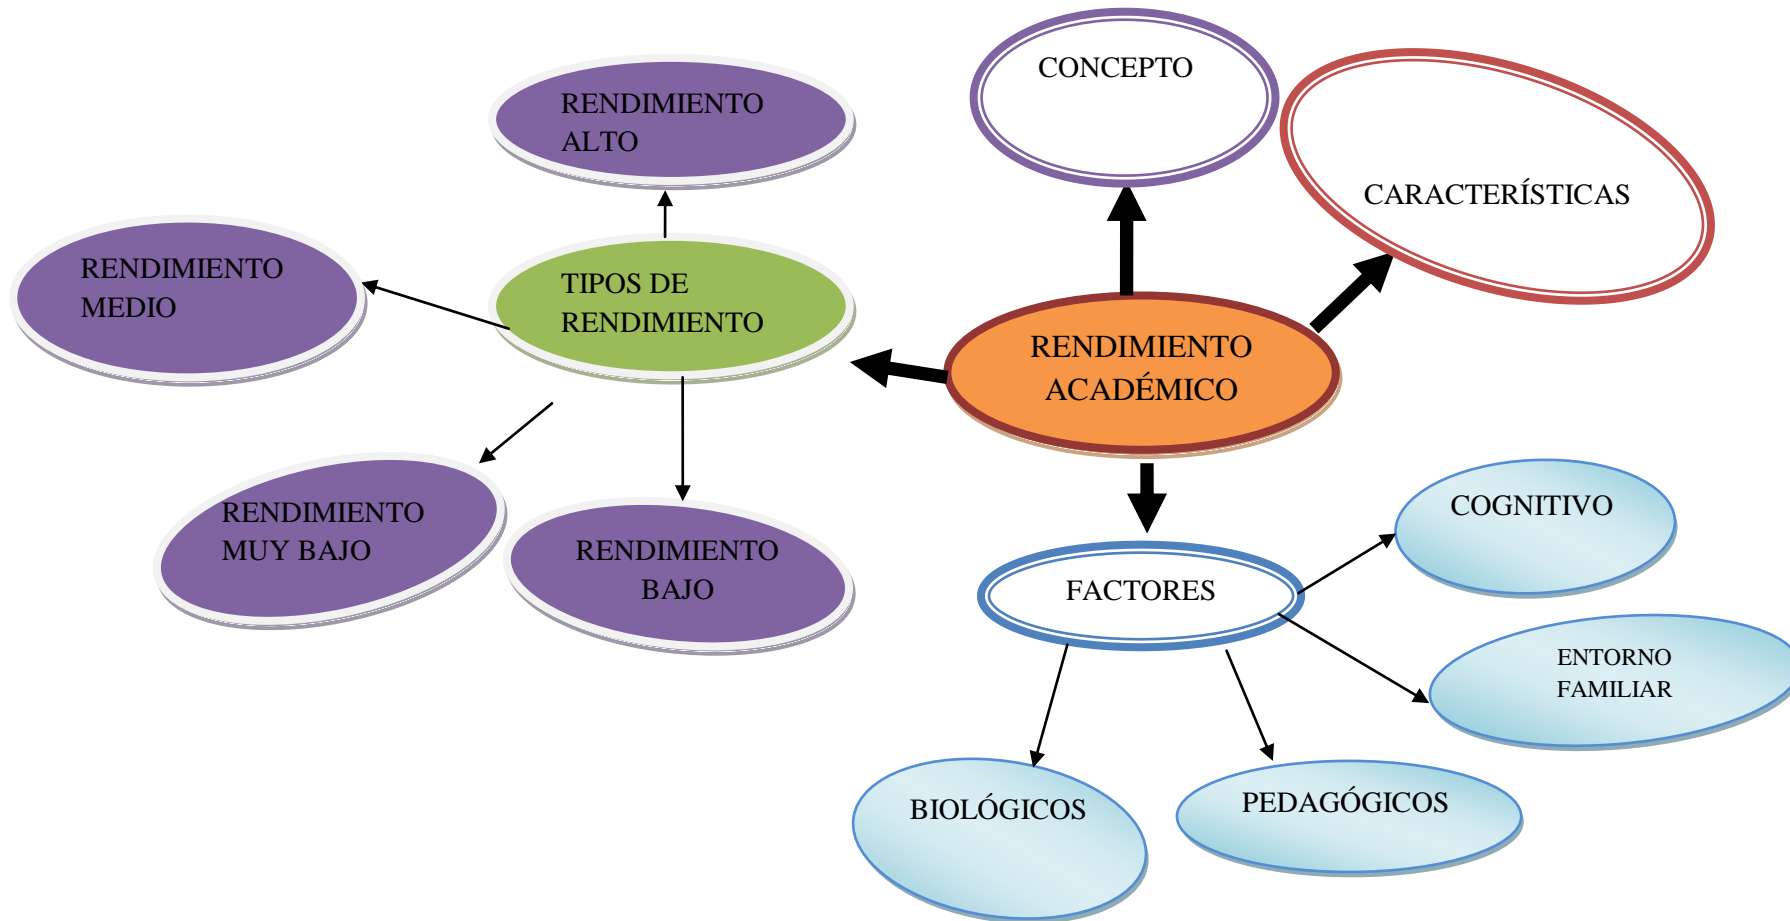 CONCEPTO
CARACTERÍSTICAS
RENDIMIENTO
ALTO
RENDIMIENTO
MEDIO
TIPOS DE
RENDIMIENTO
RENDIMIENTO
ACADÉMICO
RENDIMIENTO
MUY BAJO
RENDIMIENTO
BAJO
FACTORES
COGNITIVO
ENTORNO
FAMILIAR
BIOLÓGICOS
PEDAGÓGICOS